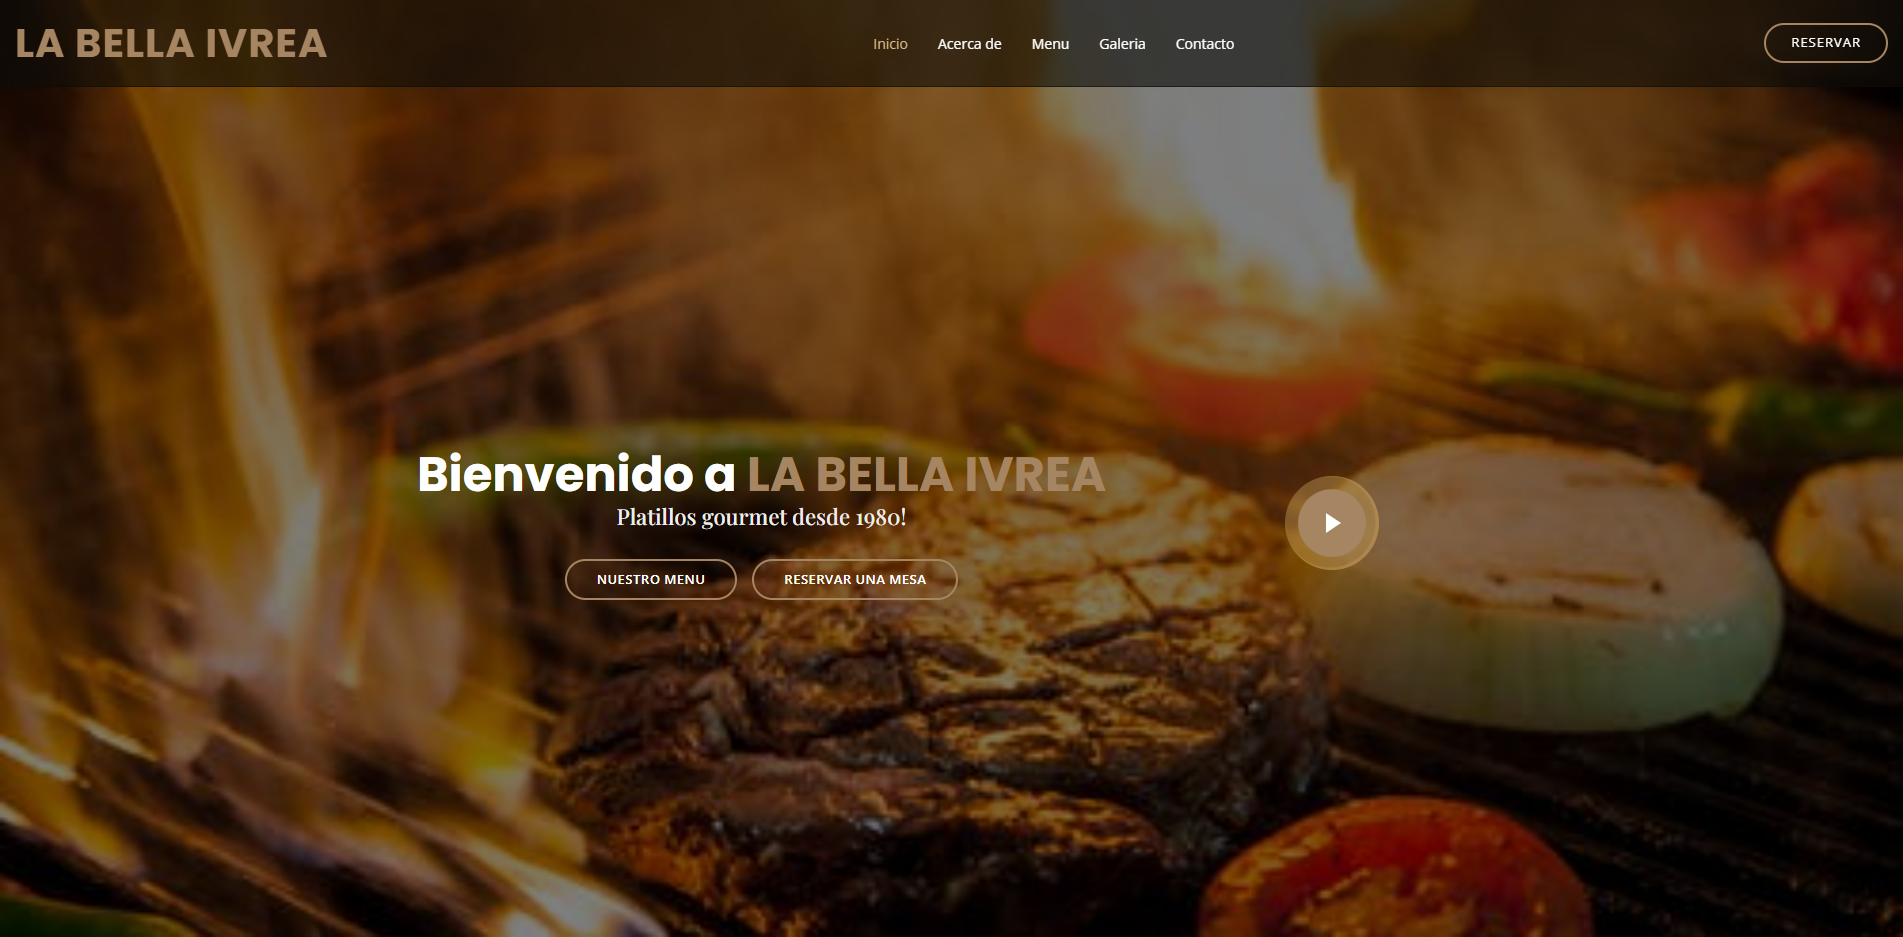 LA BELLA IVREA
Inicio
Acerca de
Menu
Galeria
Contacto
RESERVAR
Bienvenido a LA BELLA IVREA
Platillos gourmet desde 1980!
NUESTRO MENU
RESERVAR UNA MESA